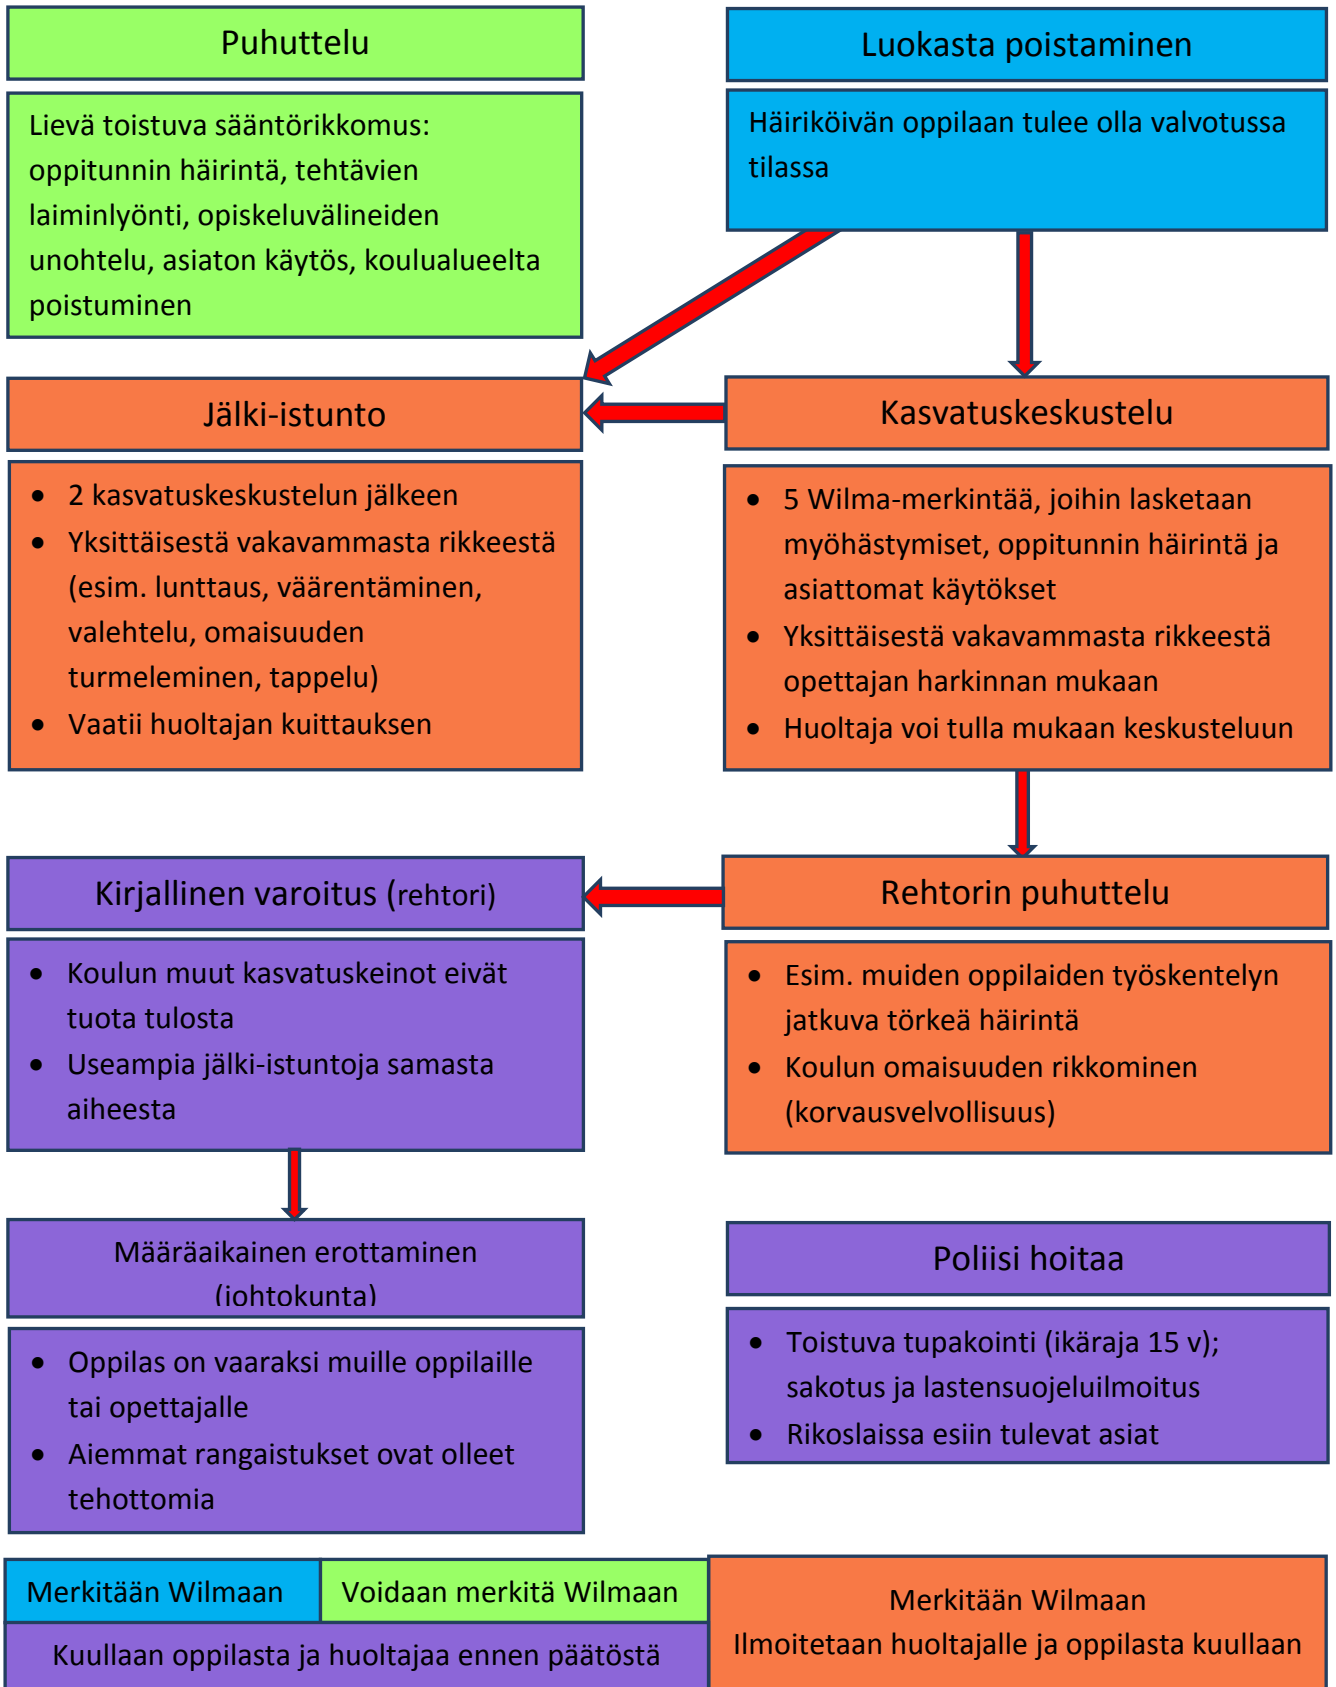 Puhuttelu
Lievä toistuva sääntörikkomus:
oppitunnin häirintä, tehtävien
laiminlyönti, opiskeluvälineiden
unohtelu, asiaton käytös, koulualueelta
poistuminen
Luokasta poistaminen
Häiriköivän oppilaan tulee olla valvotussa
tilassa
Jälki-istunto
• 2 kasvatuskeskustelun jälkeen
• Yksittäisestä vakavammasta rikkeestä
(esim. lunttaus, väärentäminen,
valehtelu, omaisuuden
turmeleminen, tappelu)
• Vaatii huoltajan kuittauksen
Kasvatuskeskustelu
• 5 Wilma-merkintää, joihin lasketaan
myöhästymiset, oppitunnin häirintä ja
asiattomat käytökset
• Yksittäisestä vakavammasta rikkeestä
opettajan harkinnan mukaan
• Huoltaja voi tulla mukaan keskusteluun
Kirjallinen varoitus (rehtori)
• Koulun muut kasvatuskeinot eivät
tuota tulosta
• Useampia jälki-istuntoja samasta
aiheesta
Rehtorin puhuttelu
• Esim. muiden oppilaiden työskentelyn
jatkuva törkeä häirintä
• Koulun omaisuuden rikkominen
(korvausvelvollisuus)
Määräaikainen erottaminen
(johtokunta)
• Oppilas on vaaraksi muille oppilaille
tai opettajalle
• Aiemmat rangaistukset ovat olleet
tehottomia
Poliisi hoitaa
• Toistuva tupakointi (ikäraja 15 v);
sakotus ja lastensuojeluilmoitus
• Rikoslaissa esiin tulevat asiat
Merkitään Wilmaan
Voidaan merkitä Wilmaan
Kuullaan oppilasta ja huoltajaa ennen päätöstä
Merkitään Wilmaan
Ilmoitetaan huoltajalle ja oppilasta kuullaan